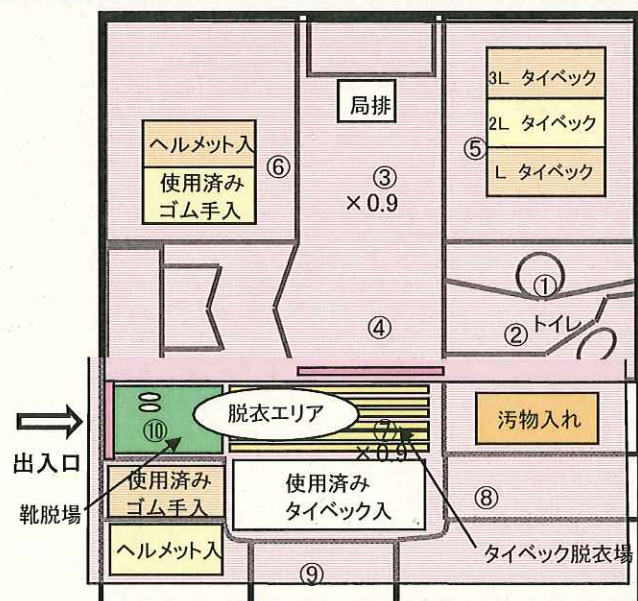 局排
3L タイベック
2L タイベック
L タイベック
⑤
ヘルメット入
使用済み
ゴム手入
⑥
③
×0.9
①
②
トイレ
④
出入口
⑩
脱衣エリア
⑦
×0.9
汚物入れ
靴脱場
使用済み
ゴム手入
使用済み
タイベック入
⑧
ヘルメット入
⑨
タイベック脱衣場